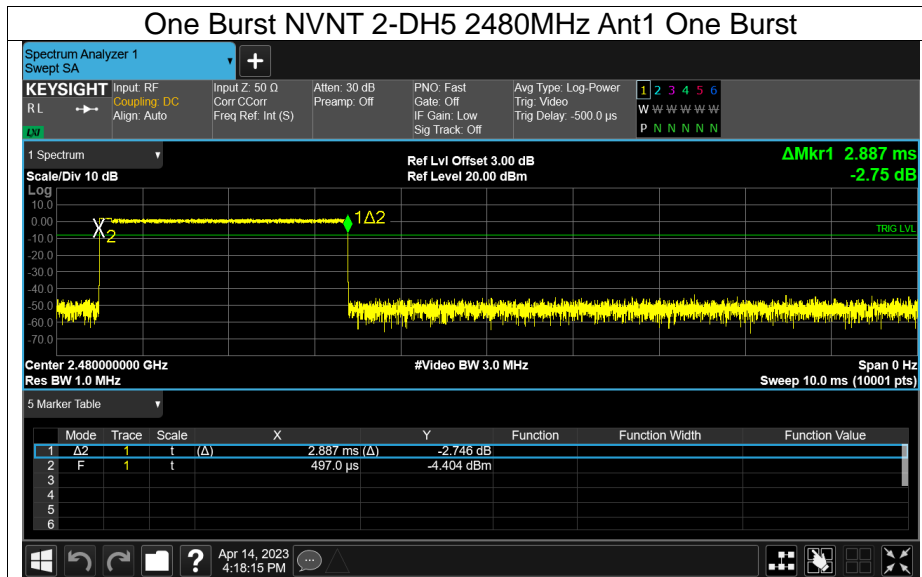 One Burst NVNT 2-DH5 2480MHz Ant1 One Burst
Spectrum Analyzer 1
Swept SA
+
KEYSIGHT Input: RF Input Z: 50 Ω Atten: 30 dB PNO: Fast Avg Type: Log-Power 1 2 3 4 5 6
R L Coupling: DC Corr CCorr Preamp: Off Gate: Off Trig: Video W W W W W W
Align: Auto Freq Ref: Int (S) IF Gain: Low Trig Delay: -500.0 µs
LXI Sig Track: Off P N N N N N
1 Spectrum Ref Lvl Offset 3.00 dB ΔMkr1 2.887 ms
Scale/Div 10 dB Ref Level 20.00 dBm -2.75 dB
Log
10.0
0.00 1Δ2
TRIG LVL
-10.0 2
-20.0
-30.0
-40.0
-50.0
-60.0
-70.0
Center 2.480000000 GHz #Video BW 3.0 MHz Span 0 Hz
Res BW 1.0 MHz Sweep 10.0 ms (10001 pts)
5 Marker Table
Mode Trace Scale X Y Function Function Width Function Value
1 Δ2 1 t (Δ) 2.887 ms (Δ) -2.746 dB
2 F 1 t 497.0 µs -4.404 dBm
3
4
5
6
? Apr 14, 2023
4:18:15 PM